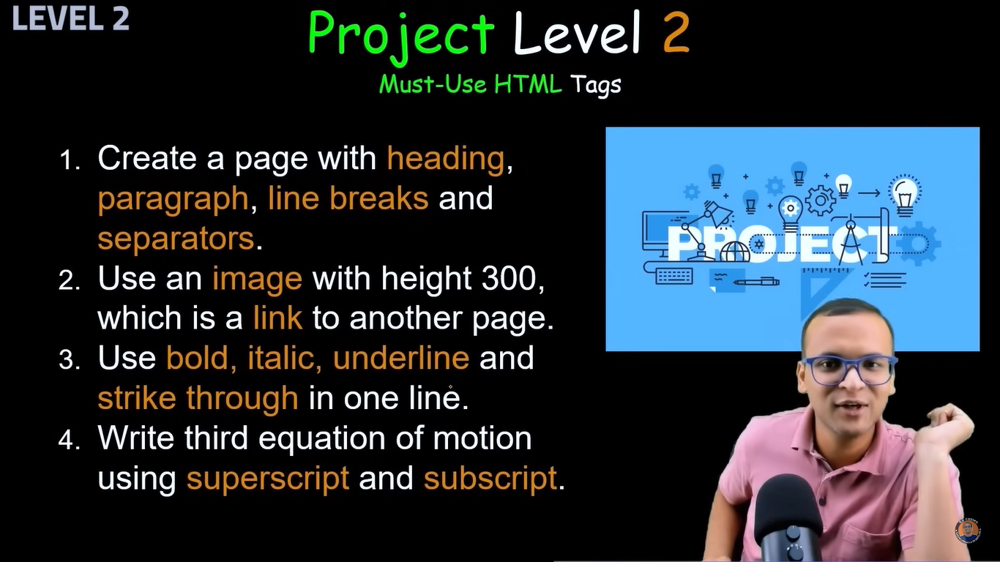 LEVEL 2
Project Level 2
Must-Use HTML Tags
1. Create a page with heading,
paragraph, line breaks and
separators.
2. Use an image with height 300,
which is a link to another page.
3. Use bold, italic, underline and
strike through in one line.
4. Write third equation of motion
using superscript and subscript.
PROJECT